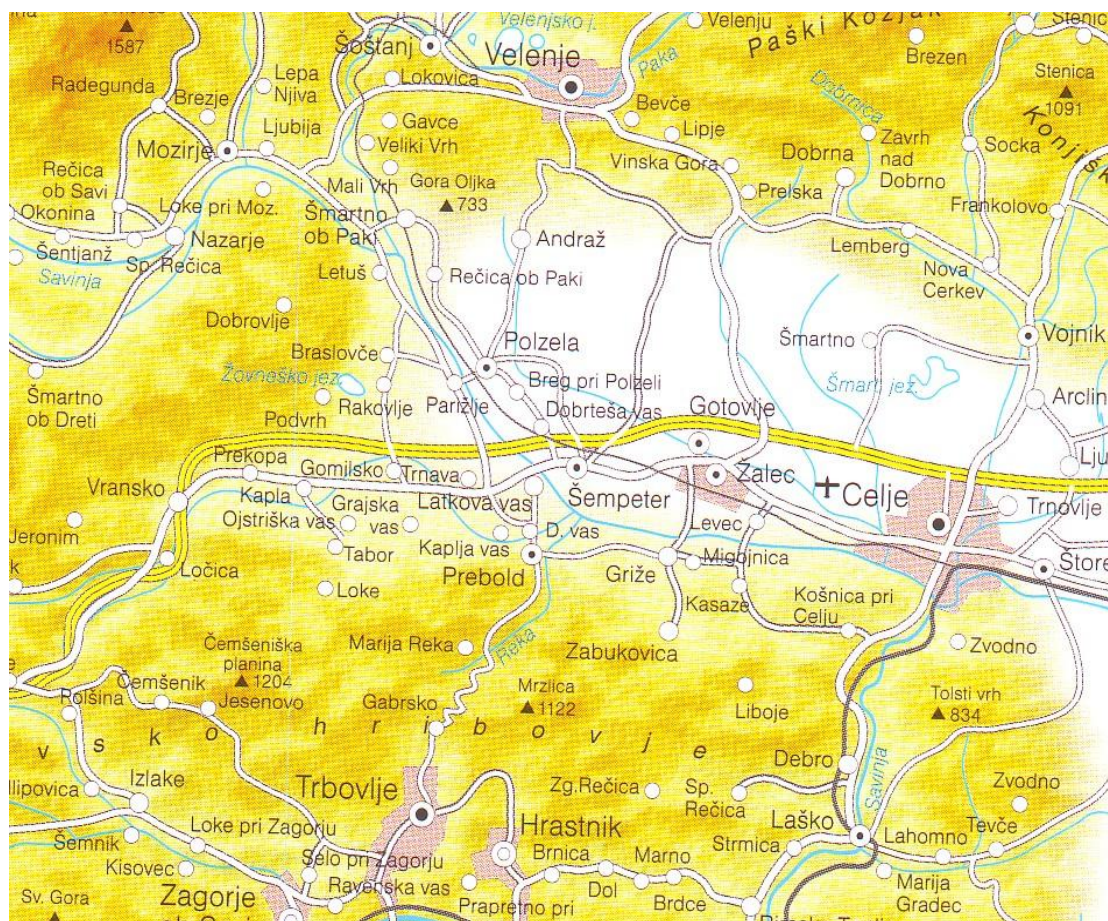 1587
Šoštanj
Velenjsko j.
Velenju
Paški Kozjak
Stenic
Velenje
Brezen
Stenica
1091
Radegunda
Brezje
Lepa
Njiva
Lokovica
Paka
Dobrnica
Konjiš
Mozirje
Ljubija
Gavce
Veliki Vrh
Bevče
Lipje
Zavrh
nad
Dobrno
Socka
Rečica
ob Savi
Mali Vrh
Gora Oljka
733
Vinska Gora
Dobrna
Okonina
Loke pri Moz.
Šmartno
ob Paki
Prelska
Frankolovo
Šentjanž
Nazarje
Sp. Rečica
Andraž
Lemberg
Savinja
Letuš
Rečica ob Paki
Nova
Cerkev
Dobrovlje
Vojnik
Šmartno
ob Dreti
Braslovče
Polzela
Šmartno
Žovneško jez.
Breg pri Polzeli
Šmart. jez.
Podvrh
Rakovlje
Parižlje
Dobrteša vas
Gotovlje
Arclin
Prekopa
Gomilsko
Trnava
Žalec
Lju
Vransko
Kapla
Grajska
vas
Latkova vas
Šempeter
Celje
Trnovlje
Ojstriška vas
Levec
Jeronim
Tabor
Kaplja vas
D. vas
Ločica
Prebold
Griže
Migojnica
Štore
Loke
Kasaze
Košnica pri
Celju
Čemšeniška
planina
1204
Marija Reka
Reka
Zabukovica
Zvodno
Čemšenik
Jesenovo
Gabrsko
Mrzlica
1122
Liboje
Tolsti vrh
834
Rolšina
v s k o h r i b o v j e
Debro
Savinja
llipovica
Izlake
Trbovlje
Zg.Rečica
Sp.
Rečica
Zvodno
Šemnik
Loke pri Zagorju
Hrastnik
Laško
Lahomno
Tevče
Kisovec
Selo pri Zagorju
Brnica
Marno
Strmica
Sv. Gora
Zagorje
Ravenska vas
Prapretno pri
Dol
Brdce
Marija
Gradec